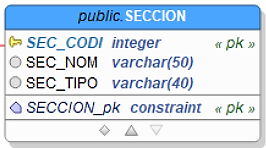 public.SECCION
SEC_CODI integer « pk »
SEC_NOM varchar(50)
SEC_TIPO varchar(40)
SECCION_pk constraint « pk »